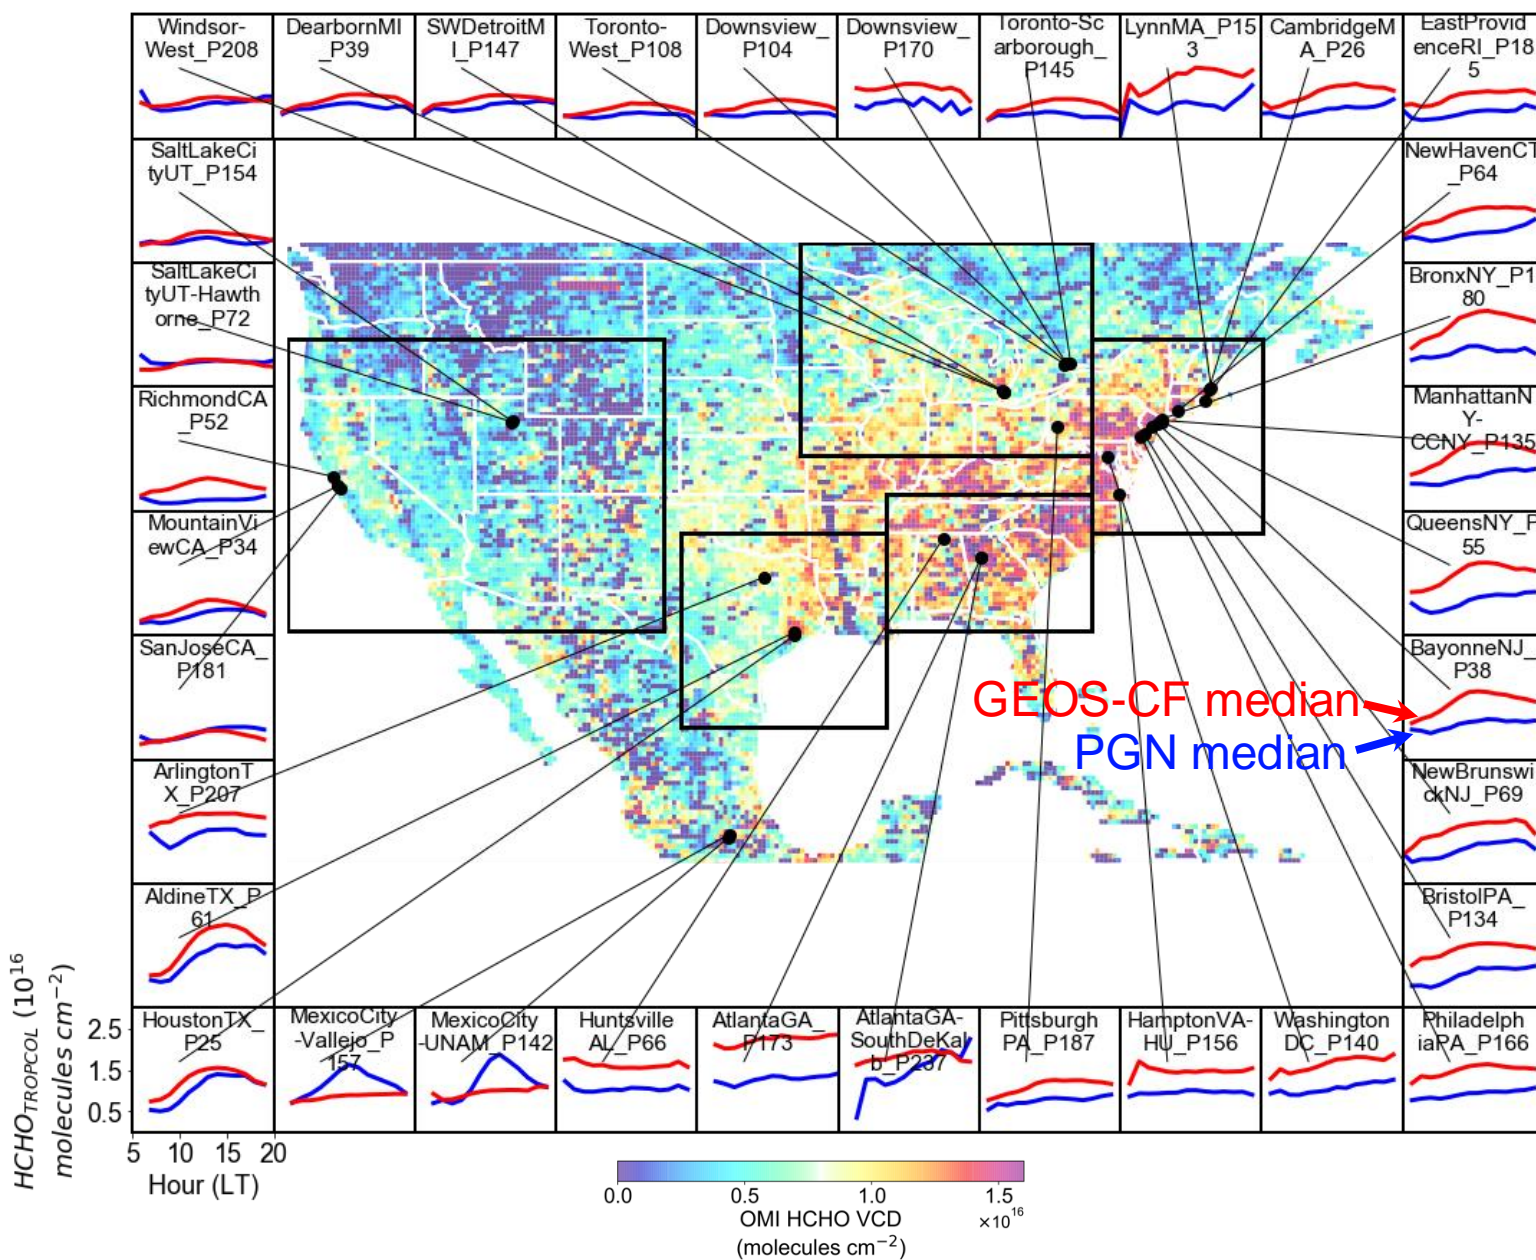 Windsor-
West_P208
DearbornMI
_P39
SWDetroitM
I_P147
Toronto-
West_P108
Downsview_
P104
Downsview_
P170
Toronto-Sc
arborough_
P145
LynnMA_P15
3
CambridgeM
A_P26
EastProvid
enceRI_P18
5
SaltLakeCi
tyUT_P154
NewHavenCT
_P64
SaltLakeCi
tyUT-Hawth
orne_P72
BronxNY_P1
80
RichmondCA
_P52
ManhattanN
Y-
CCNY_P135
MountainVi
ewCA_P34
QueensNY_P
55
SanJoseCA_
P181
BayonneNJ_
P38
GEOS-CF median
PGN median
ArlingtonT
X_P207
NewBrunswi
ckNJ_P69
AldineTX_P
61
BristolPA_
P134
HoustonTX_
P25
MexicoCity
-Vallejo_P
157
MexicoCity
-UNAM_P142
Huntsville
AL_P66
AtlantaGA_
P173
AtlantaGA-
SouthDeKal
b_P237
Pittsburgh
PA_P187
HamptonVA-
HU_P156
Washington
DC_P140
Philadelph
iaPA_P166
HCHO_TROPCOL (10^16
molecules cm^−2)
2.5
1.5
0.5
5 10 15 20
Hour (LT)
0.0 0.5 1.0 1.5
×10^16
OMI HCHO VCD
(molecules cm^−2)